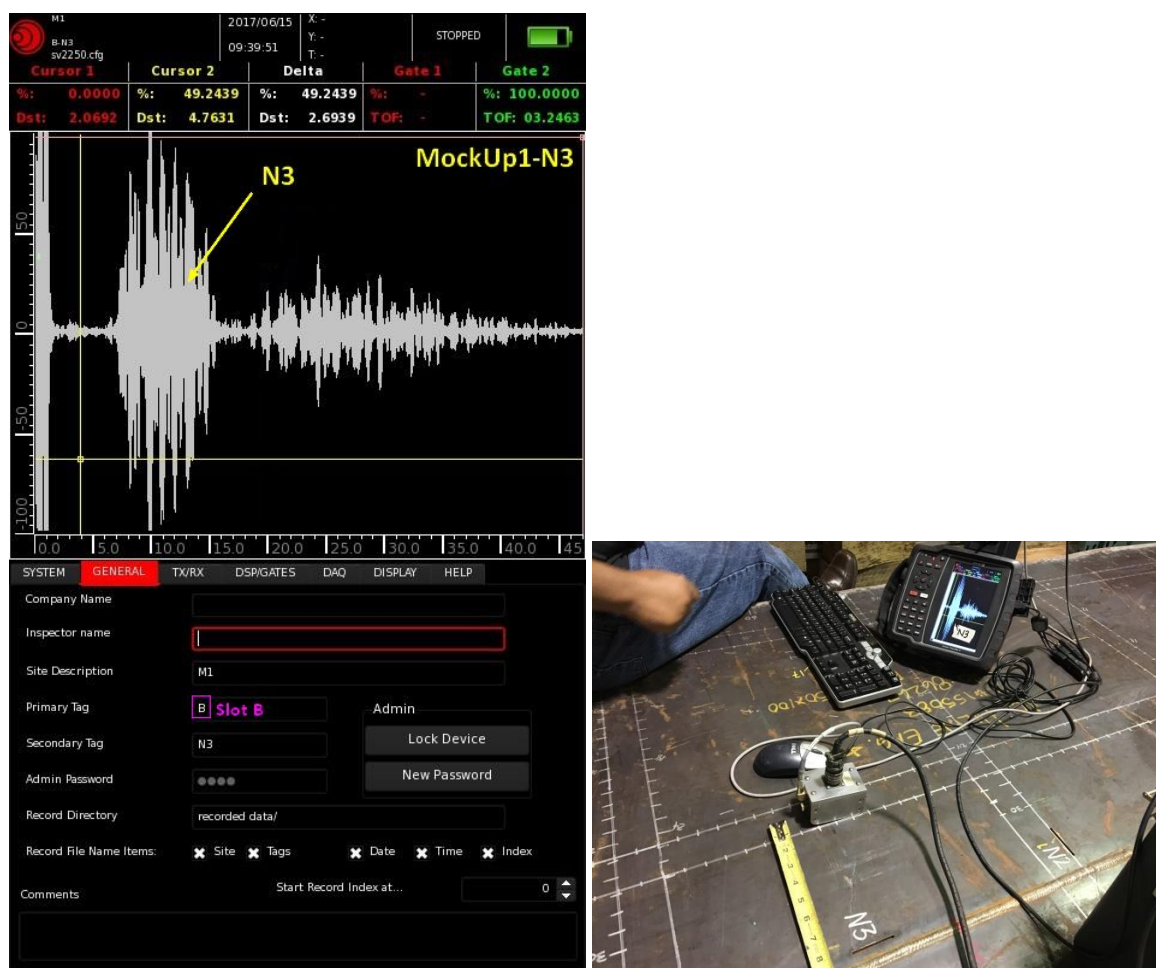 M1
B-N3
sv2250.cfg
2017/06/15
09:39:51
X: -
Y: -
T: -
STOPPED
Cursor 1 Cursor 2 Delta Gate 1 Gate 2
%: 0.0000 %: 49.2439 %: 49.2439 %: - %: 100.0000
Dst: 2.0692 Dst: 4.7631 Dst: 2.6939 TOF: - TOF: 03.2463
MockUp1-N3
N3
50
0
-50
-100
0.0 5.0 10.0 15.0 20.0 25.0 30.0 35.0 40.0 45
SYSTEM GENERAL TX/RX DSP/GATES DAQ DISPLAY HELP
Company Name
Inspector name
Site Description M1
Primary Tag B Slot B
Secondary Tag N3
Admin Password
Admin
Lock Device
New Password
Record Directory recorded data/
Record File Name Items: Site Tags Date Time Index
Start Record Index at... 0
Comments
N3
N2
N3